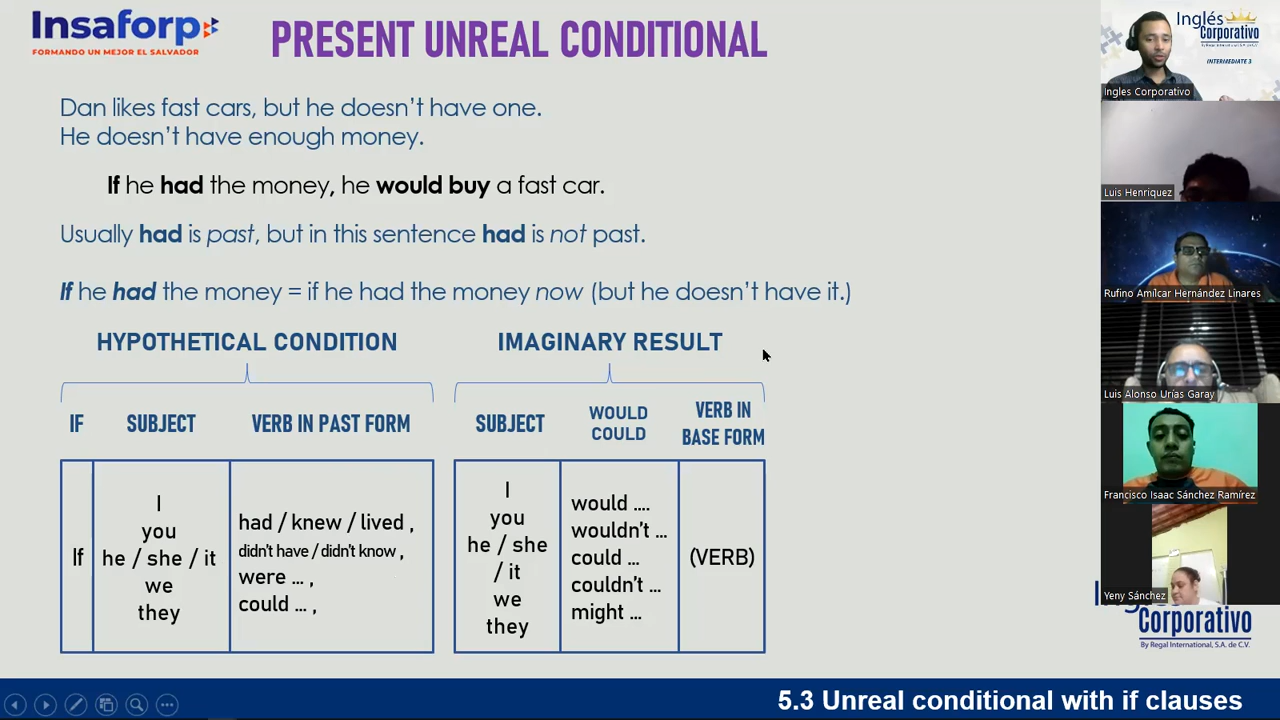 Insaforp
FORMANDO UN MEJOR EL SALVADOR
PRESENT UNREAL CONDITIONAL
Dan likes fast cars, but he doesn't have one.
He doesn't have enough money.
If he had the money, he would buy a fast car.
Usually had is past, but in this sentence had is not past.
If he had the money = if he had the money now (but he doesn't have it.)
HYPOTHETICAL CONDITION
IF
SUBJECT
VERB IN PAST FORM
If
I
you
he / she / it
we
they
had / knew / lived ,
didn't have / didn't know ,
were ... ,
could ... ,
IMAGINARY RESULT
SUBJECT
WOULD
COULD
VERB IN
BASE FORM
I
you
he / she
/ it
we
they
would ....
wouldn't ...
could ...
couldn't ...
might ...
(VERB)
Inglés
Corporativo
By Regal International, S.A. de C.V.
INTERMEDIATE 3
Ingles Corporativo
Luis Henriquez
Rufino Amílcar Hernández Linares
Luis Alonso Urías Garay
Francisco Isaac Sánchez Ramírez
Yeny Sánchez
Corporativo
By Regal International, S.A. de C.V.
5.3 Unreal conditional with if clauses